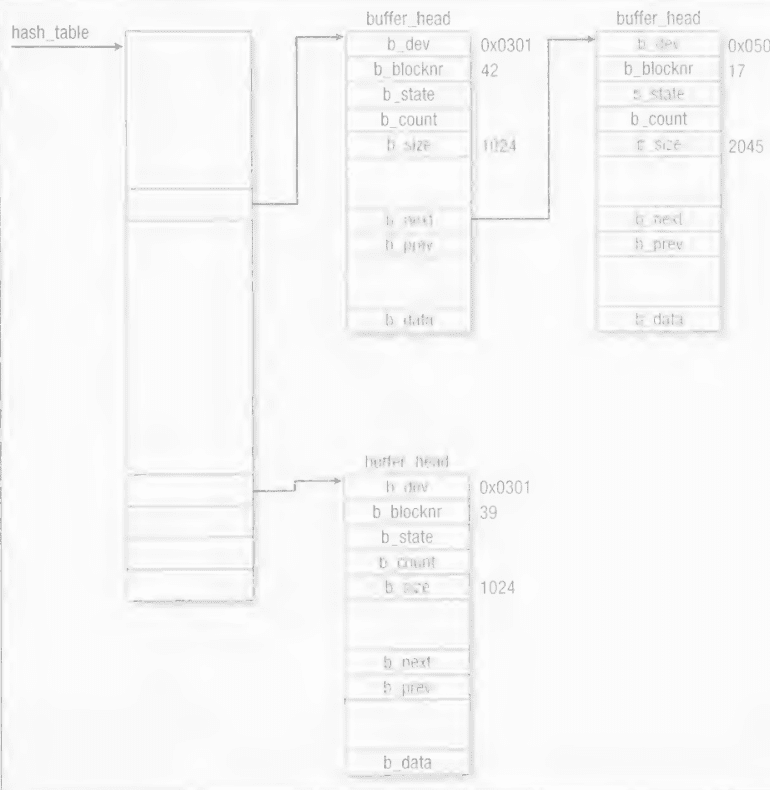 hash_table
buffer_head
b_dev 0x0301
b_blocknr 42
b_state
b_count
b_size 1024
b_next
b_prev
b_data
buffer_head
b_dev 0x050
b_blocknr 17
b_state
b_count
b_size 2045
b_next
b_prev
b_data
buffer_head
b_dev 0x0301
b_blocknr 39
b_state
b_count
b_size 1024
b_next
b_prev
b_data